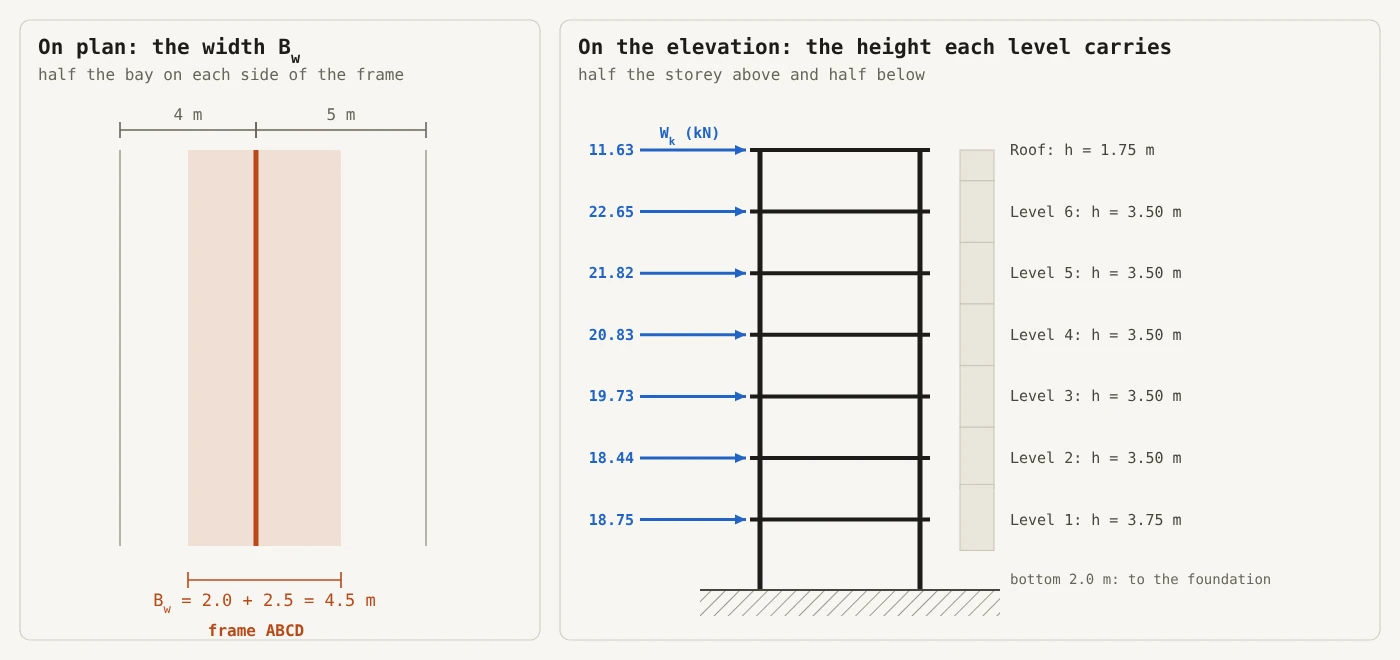 On plan: the width Bw
half the bay on each side of the frame
4 m 5 m
Bw = 2.0 + 2.5 = 4.5 m
frame ABCD
On the elevation: the height each level carries
half the storey above and half below
Wk (kN)
11.63 Roof: h = 1.75 m
22.65 Level 6: h = 3.50 m
21.82 Level 5: h = 3.50 m
20.83 Level 4: h = 3.50 m
19.73 Level 3: h = 3.50 m
18.44 Level 2: h = 3.50 m
18.75 Level 1: h = 3.75 m
bottom 2.0 m: to the foundation